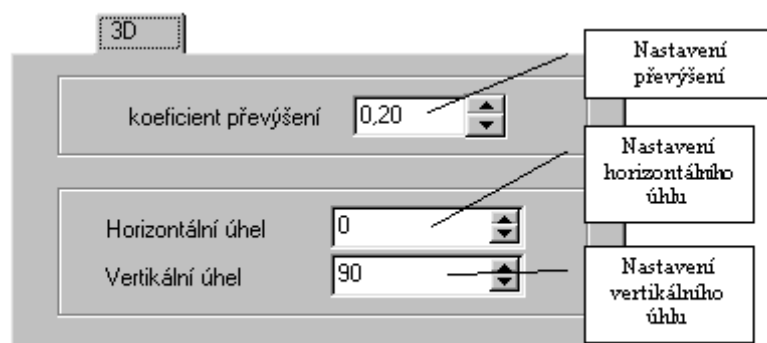 3D
Nastavení
převýšení
koeficient převýšení 0,20
Nastavení
horizontálního
úhlu
Horizontální úhel 0
Vertikální úhel 90
Nastavení
vertikálního
úhlu